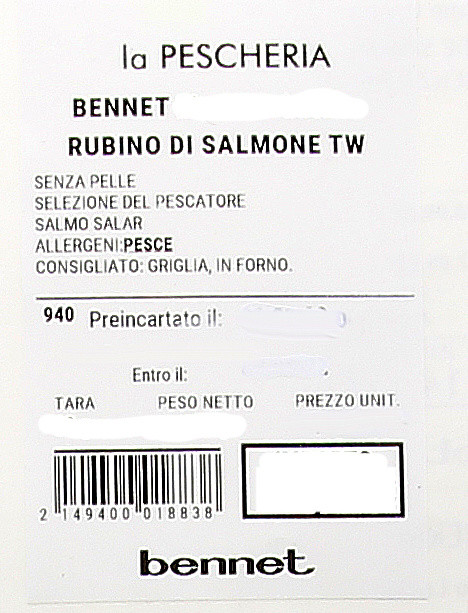 la PESCHERIA
BENNET
RUBINO DI SALMONE TW
SENZA PELLE
SELEZIONE DEL PESCATORE
SALMO SALAR
ALLERGENI:PESCE
CONSIGLIATO: GRIGLIA, IN FORNO.
940 Preincartato il:
Entro il:
TARA PESO NETTO PREZZO UNIT.
2 149400 018838
bennet